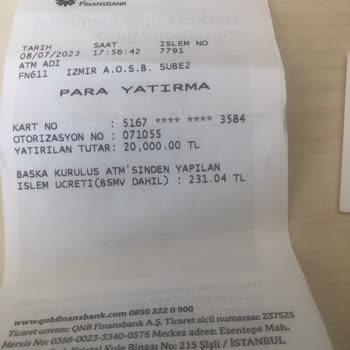 FINANSBANK
TARIH SAAT ISLEM NO
08/07/2023 17:56:42 7791
ATM ADI
FN611 IZMIR A.O.S.B. SUBE2
PARA YATIRMA
KART NO : 5167 **** **** 3584
OTORIZASYON NO : 071055
YATIRILAN TUTAR: 20,000.00 TL
BASKA KURULUS ATM'SINDEN YAPILAN
ISLEM UCRETI(BSMV DAHIL) : 231.04 TL
www.qnbfinansbank.com 0850 222 0 900
Ticaret unvanı: QNB Finansbank A.Ş. Ticaret sicil numarası: 237525
Mersis No: 0388-0023-3340-0576 Merkez adres: Esentepe Mah.
Kristal Kule Binası No: 215 Şişli / İSTANBUL